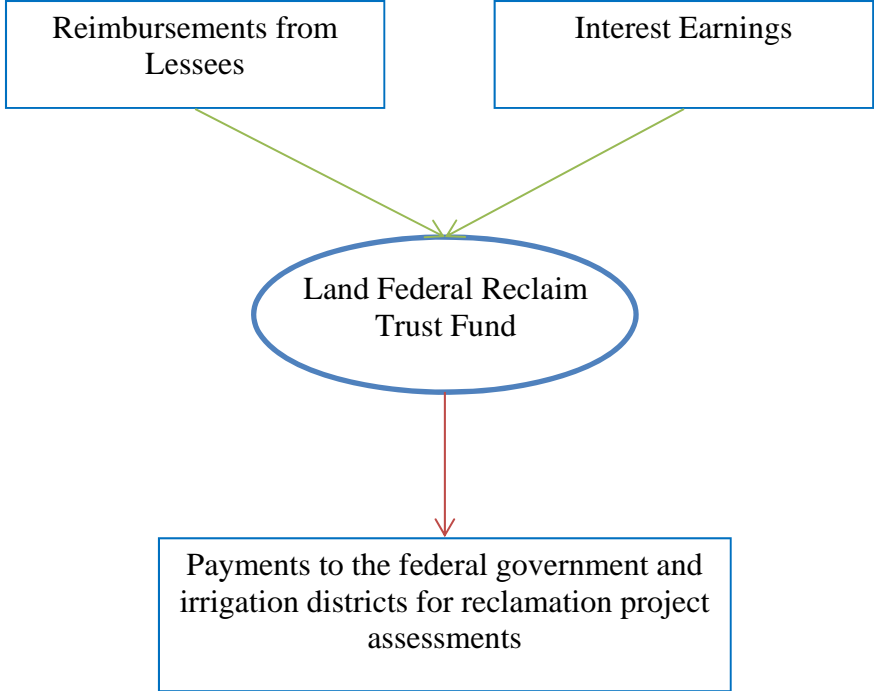 Reimbursements from
Lessees
Interest Earnings
Land Federal Reclaim
Trust Fund
Payments to the federal government and
irrigation districts for reclamation project
assessments